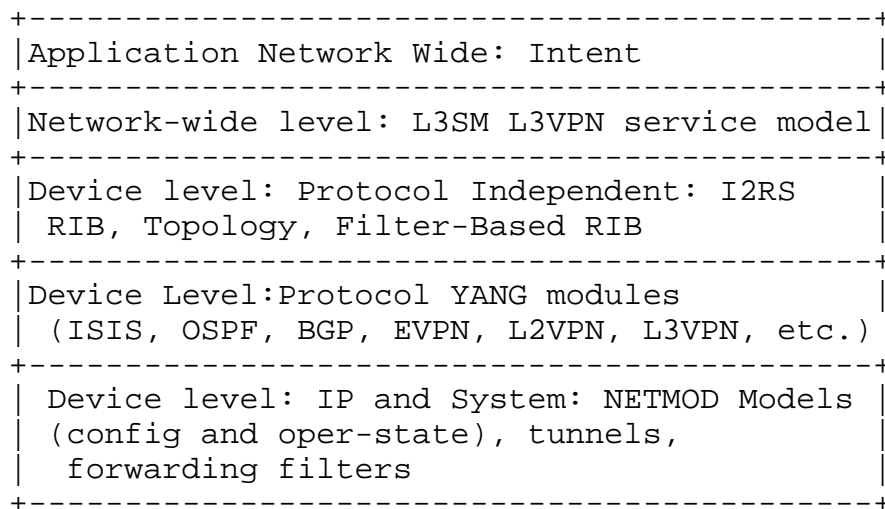 +--------------------------------------------+
|Application Network Wide: Intent            |
+--------------------------------------------+
|Network-wide level: L3SM L3VPN service model|
+--------------------------------------------+
|Device level: Protocol Independent: I2RS    |
| RIB, Topology, Filter-Based RIB            |
+--------------------------------------------+
|Device Level:Protocol YANG modules          |
| (ISIS, OSPF, BGP, EVPN, L2VPN, L3VPN, etc.)|
+--------------------------------------------+
| Device level: IP and System: NETMOD Models |
| (config and oper-state), tunnels,          |
|  forwarding filters                        |
+--------------------------------------------+